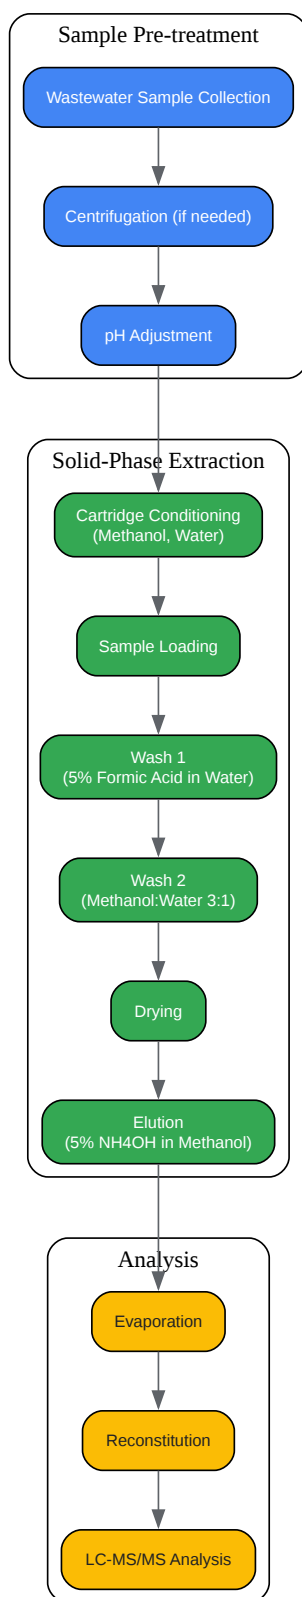 Sample Pre-treatment
Wastewater Sample Collection
Centrifugation (if needed)
pH Adjustment
Solid-Phase Extraction
Cartridge Conditioning
(Methanol, Water)
Sample Loading
Wash 1
(5% Formic Acid in Water)
Wash 2
(Methanol:Water 3:1)
Drying
Elution
(5% NH4OH in Methanol)
Analysis
Evaporation
Reconstitution
LC-MS/MS Analysis